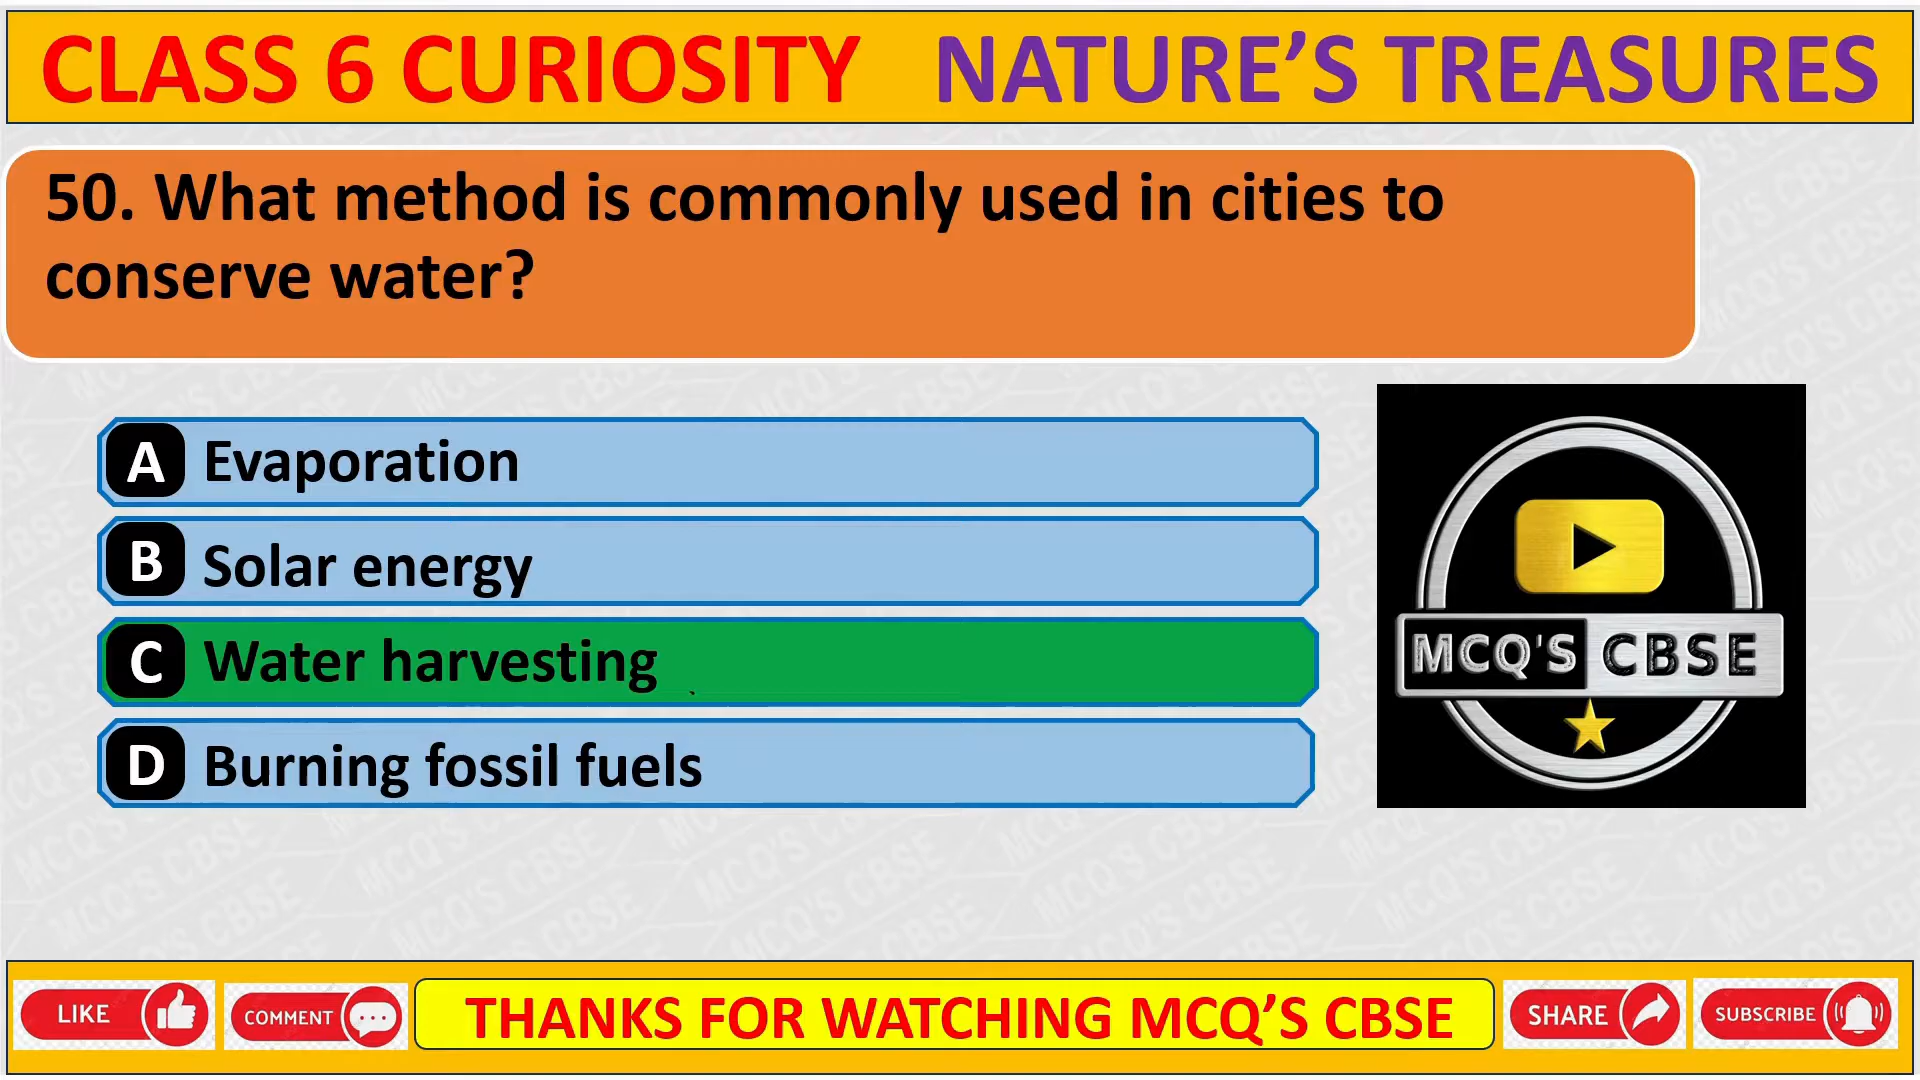 CLASS 6 CURIOSITY NATURE’S TREASURES
50. What method is commonly used in cities to
conserve water?
A Evaporation
B Solar energy
C Water harvesting
D Burning fossil fuels
MCQ'S CBSE
LIKE
COMMENT
THANKS FOR WATCHING MCQ’S CBSE
SHARE
SUBSCRIBE